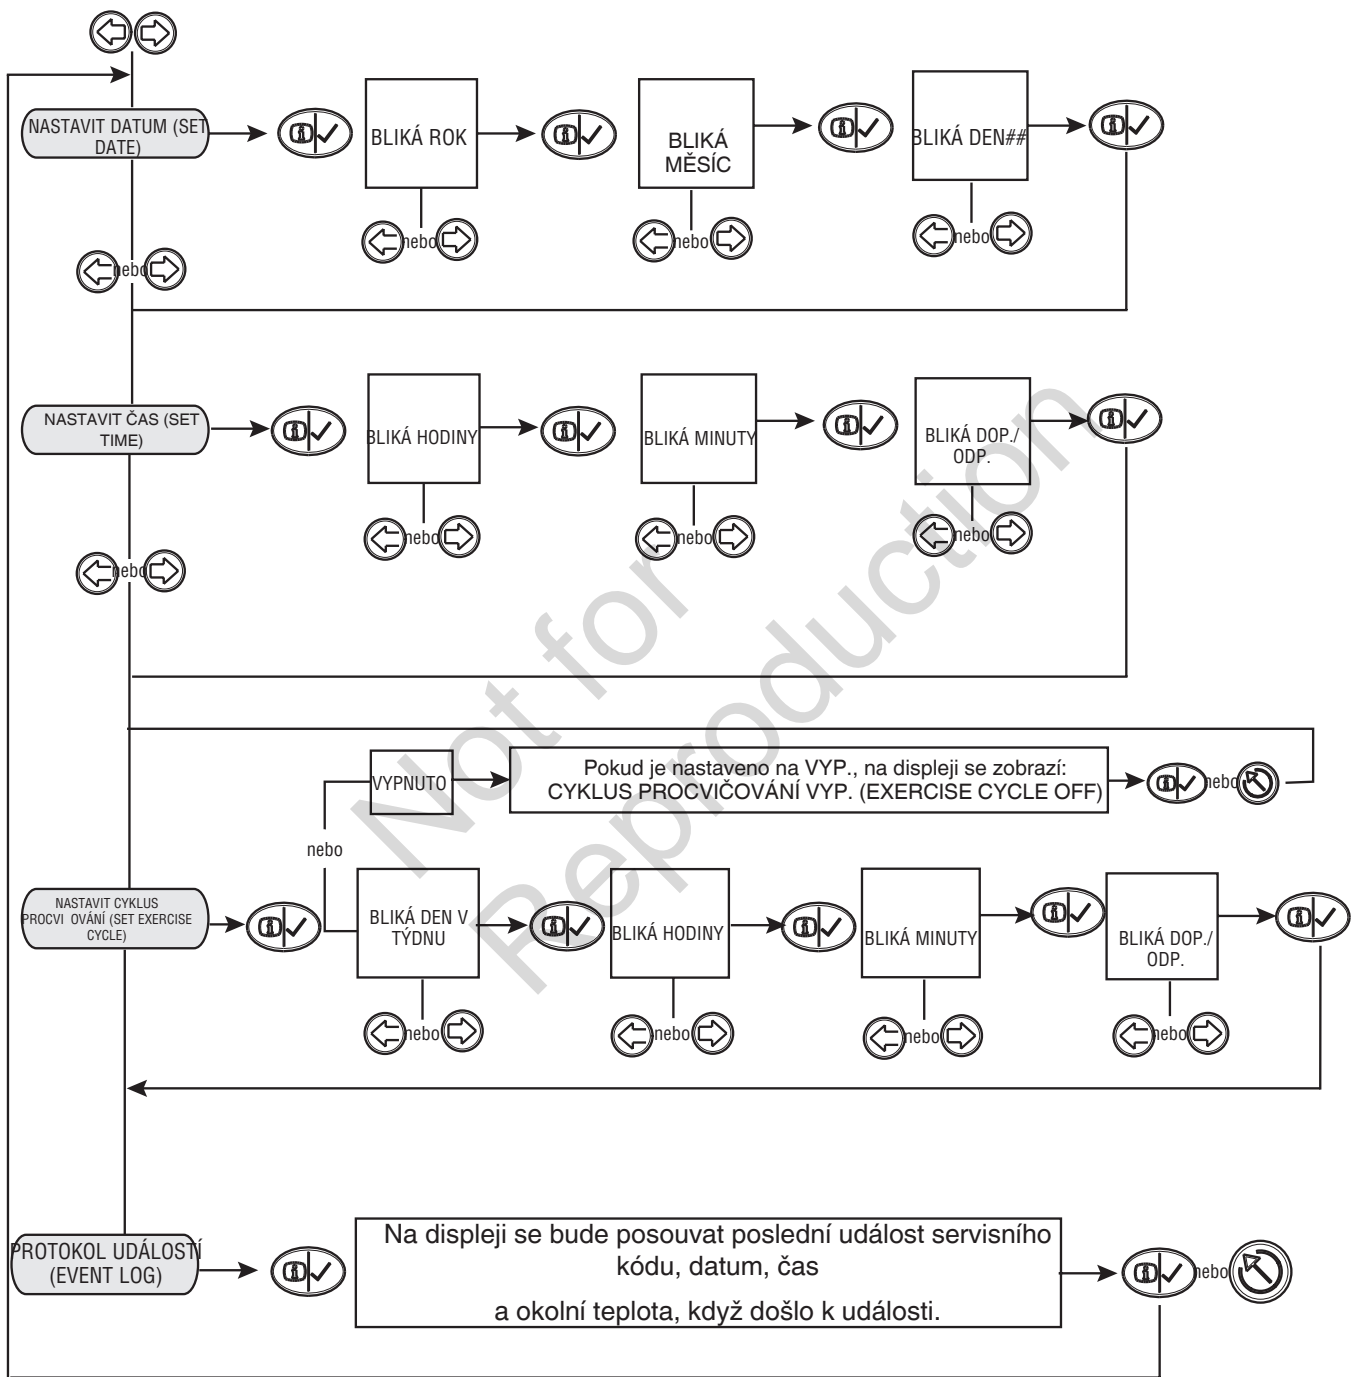 NASTAVIT DATUM (SET
DATE)
BLIKÁ ROK
BLIKÁ
MĚSÍC
BLIKÁ DEN##
nebo
nebo
nebo
nebo
NASTAVIT ČAS (SET
TIME)
BLIKÁ HODINY
BLIKÁ MINUTY
BLIKÁ DOP./
ODP.
nebo
nebo
nebo
nebo
Not for
Reproduction
VYPNUTO
Pokud je nastaveno na VYP., na displeji se zobrazí:
CYKLUS PROCVIČOVÁNÍ VYP. (EXERCISE CYCLE OFF)
nebo
nebo
NASTAVIT CYKLUS
PROCVI OVÁNÍ (SET EXERCISE
CYCLE)
BLIKÁ DEN V
TÝDNU
BLIKÁ HODINY
BLIKÁ MINUTY
BLIKÁ DOP./
ODP.
nebo
nebo
nebo
nebo
PROTOKOL UDÁLOSTÍ
(EVENT LOG)
Na displeji se bude posouvat poslední událost servisního
kódu, datum, čas
a okolní teplota, když došlo k události.
nebo